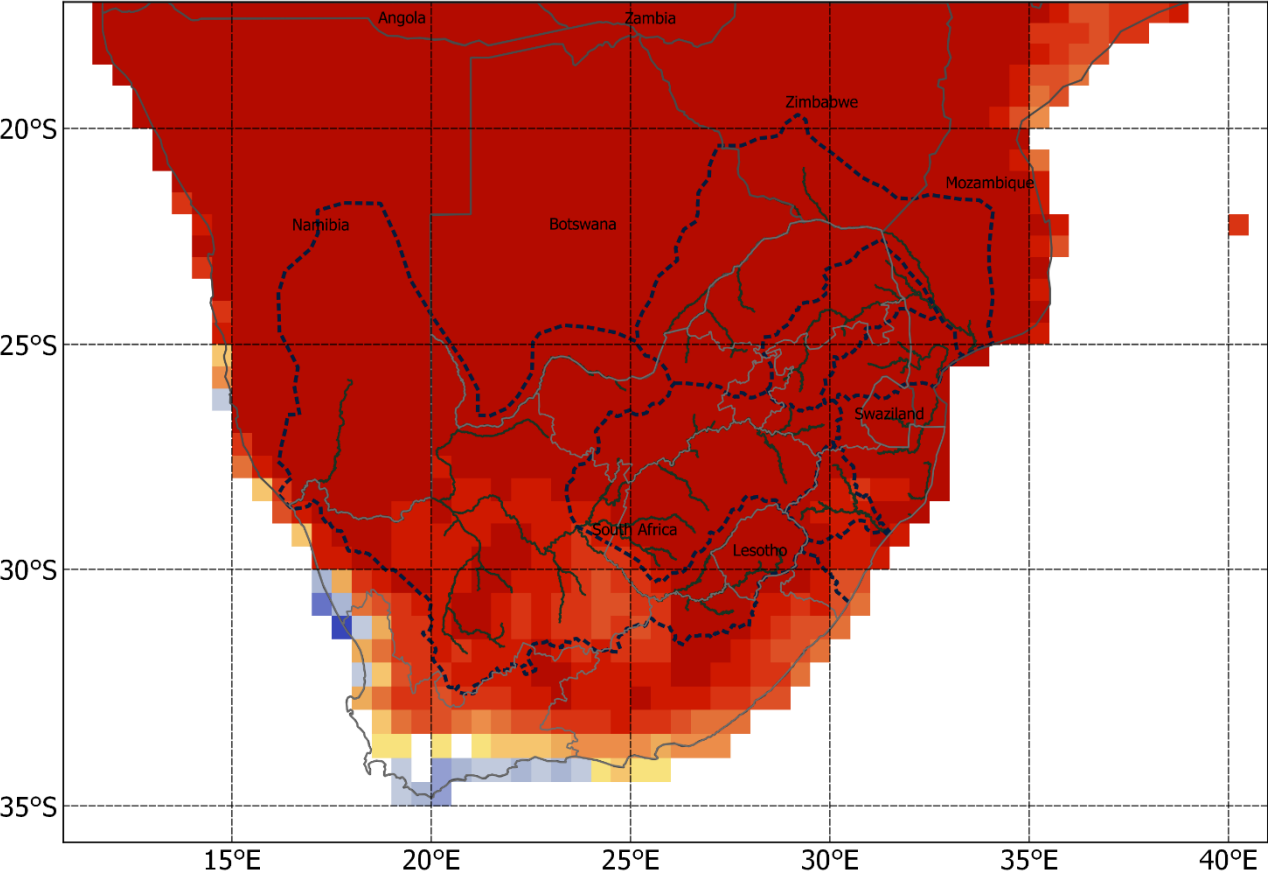 Angola
Zambia
Zimbabwe
20°S
Mozambique
Namibia
Botswana
25°S
Swaziland
South Africa
Lesotho
30°S
35°S
15°E
20°E
25°E
30°E
35°E
40°E